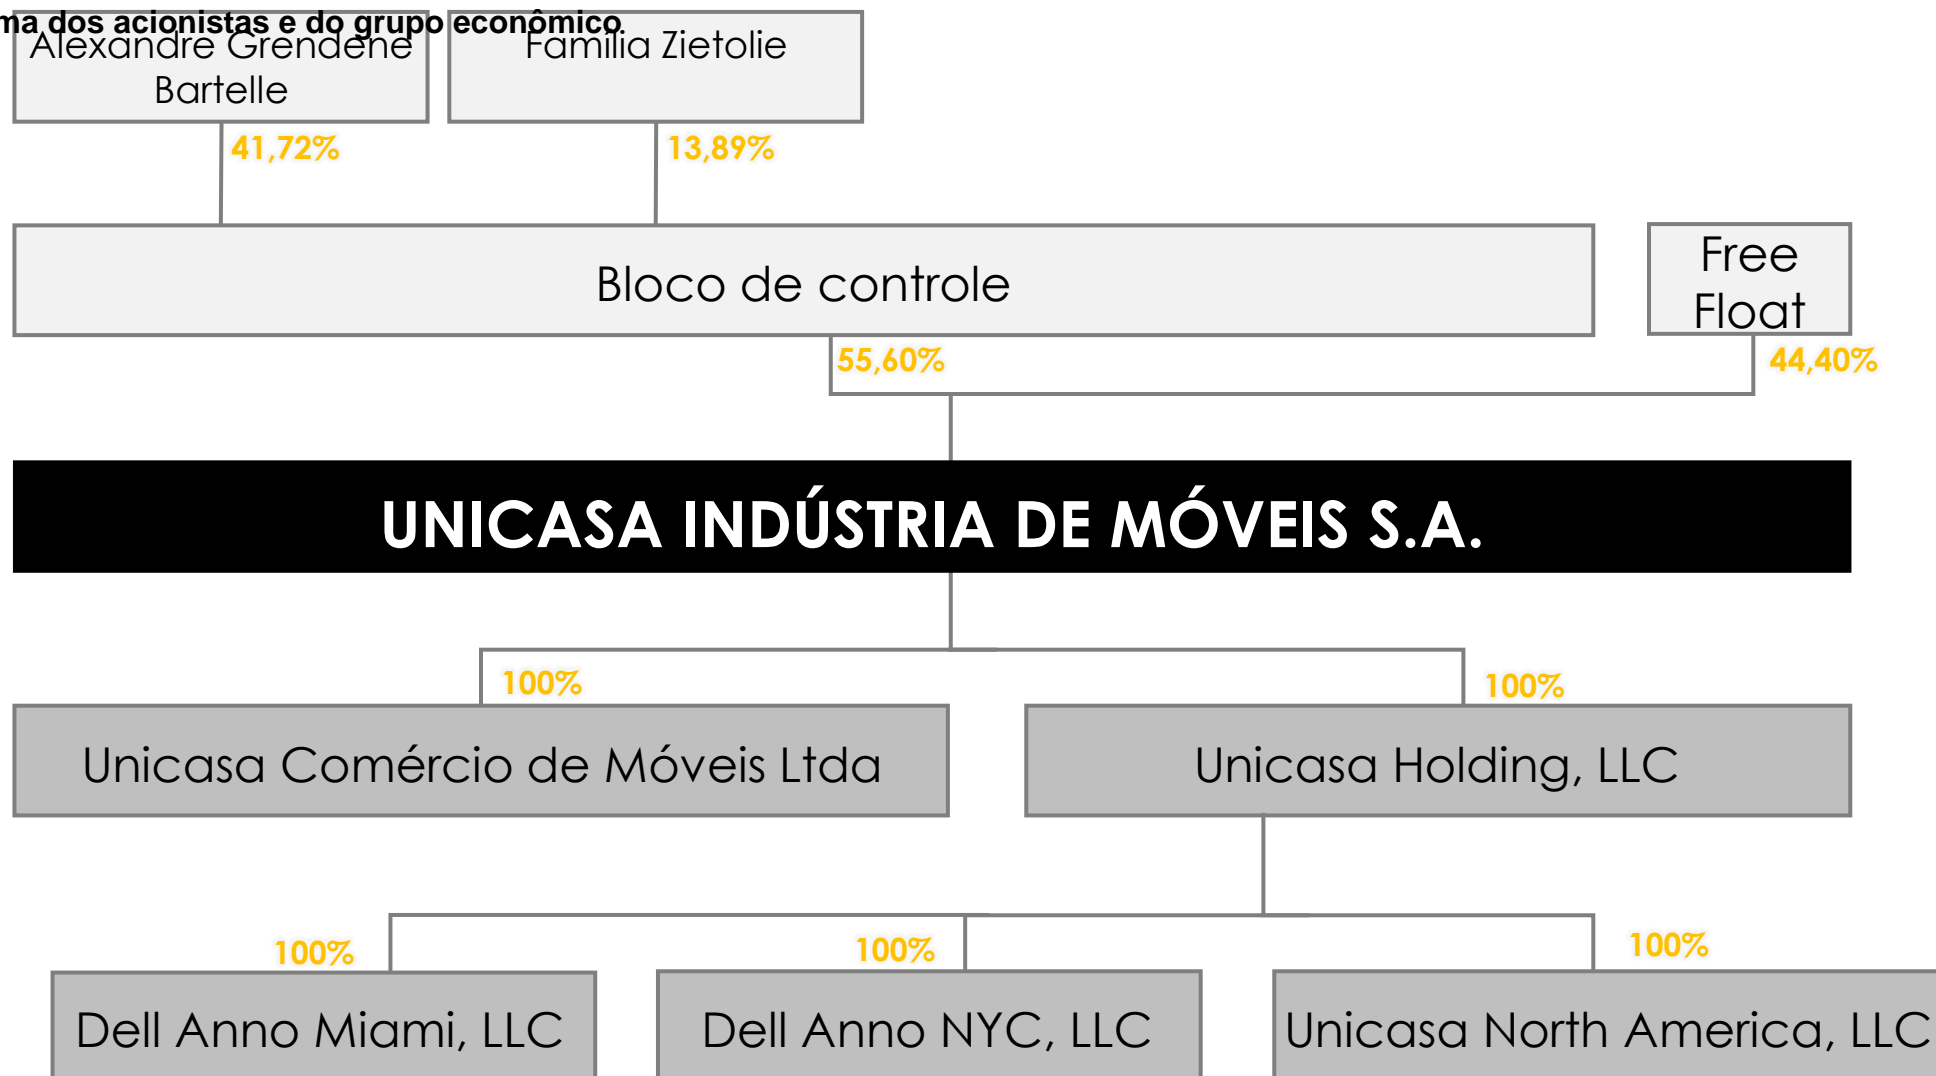 dos acionistas e do grupo econômico
Alexandre Grendene
Bartelle
Família Zietolie
41,72%
13,89%
Bloco de controle
Free
Float
55,60%
44,40%
UNICASA INDÚSTRIA DE MÓVEIS S.A.
100%
100%
Unicasa Comércio de Móveis Ltda
Unicasa Holding, LLC
100%
100%
100%
Dell Anno Miami, LLC
Dell Anno NYC, LLC
Unicasa North America, LLC